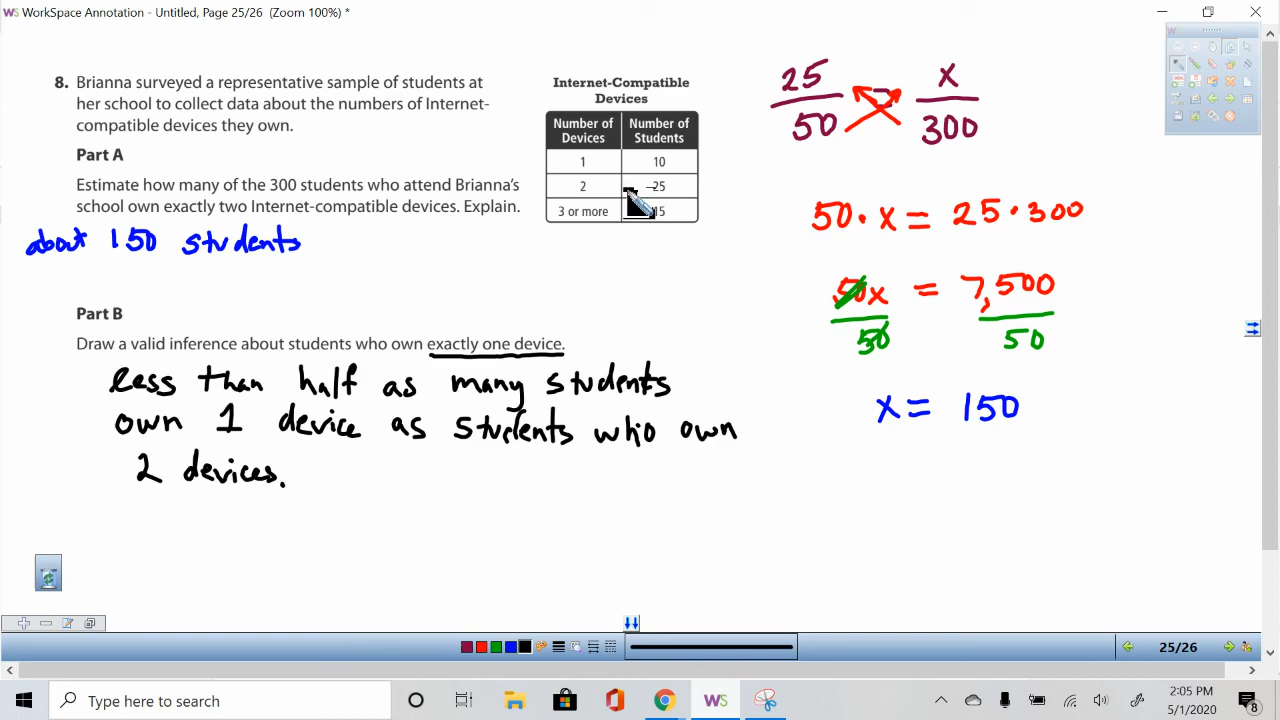 WorkSpace Annotation - Untitled, Page 25/26 (Zoom 100%) *
8. Brianna surveyed a representative sample of students at
her school to collect data about the numbers of Internet-
compatible devices they own.
Part A
Estimate how many of the 300 students who attend Brianna's
school own exactly two Internet-compatible devices. Explain.
about 150 students
Internet-Compatible
Devices
Number of Devices Number of Students
1 10
2 25
3 or more 15
Part B
Draw a valid inference about students who own exactly one device.
Less than half as many students
own 1 device as students who own
2 devices.
25/50 = x/300
50 · x = 25 · 300
50x = 7,500
50 50
x = 150
25/26
Type here to search
2:05 PM
5/1/2020
8